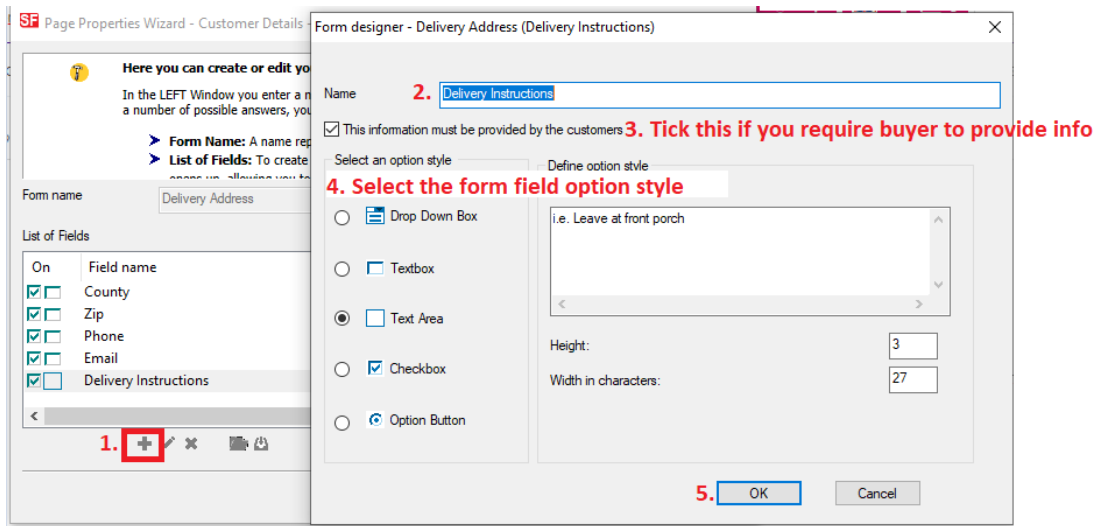 SF Page Properties Wizard - Customer Details -
Here you can create or edit yo
In the LEFT Window you enter a n
a number of possible answers, you
Form Name: A name rep
List of Fields: To create
Form name
Delivery Address
List of Fields
On Field name
County
Zip
Phone
Email
Delivery Instructions
1.
Form designer - Delivery Address (Delivery Instructions)
Name 2. Delivery Instructions
This information must be provided by the customers 3. Tick this if you require buyer to provide info
Select an option style
Define option style
4. Select the form field option style
Drop Down Box
Textbox
Text Area
Checkbox
Option Button
i.e. Leave at front porch
Height: 3
Width in characters: 27
5. OK Cancel